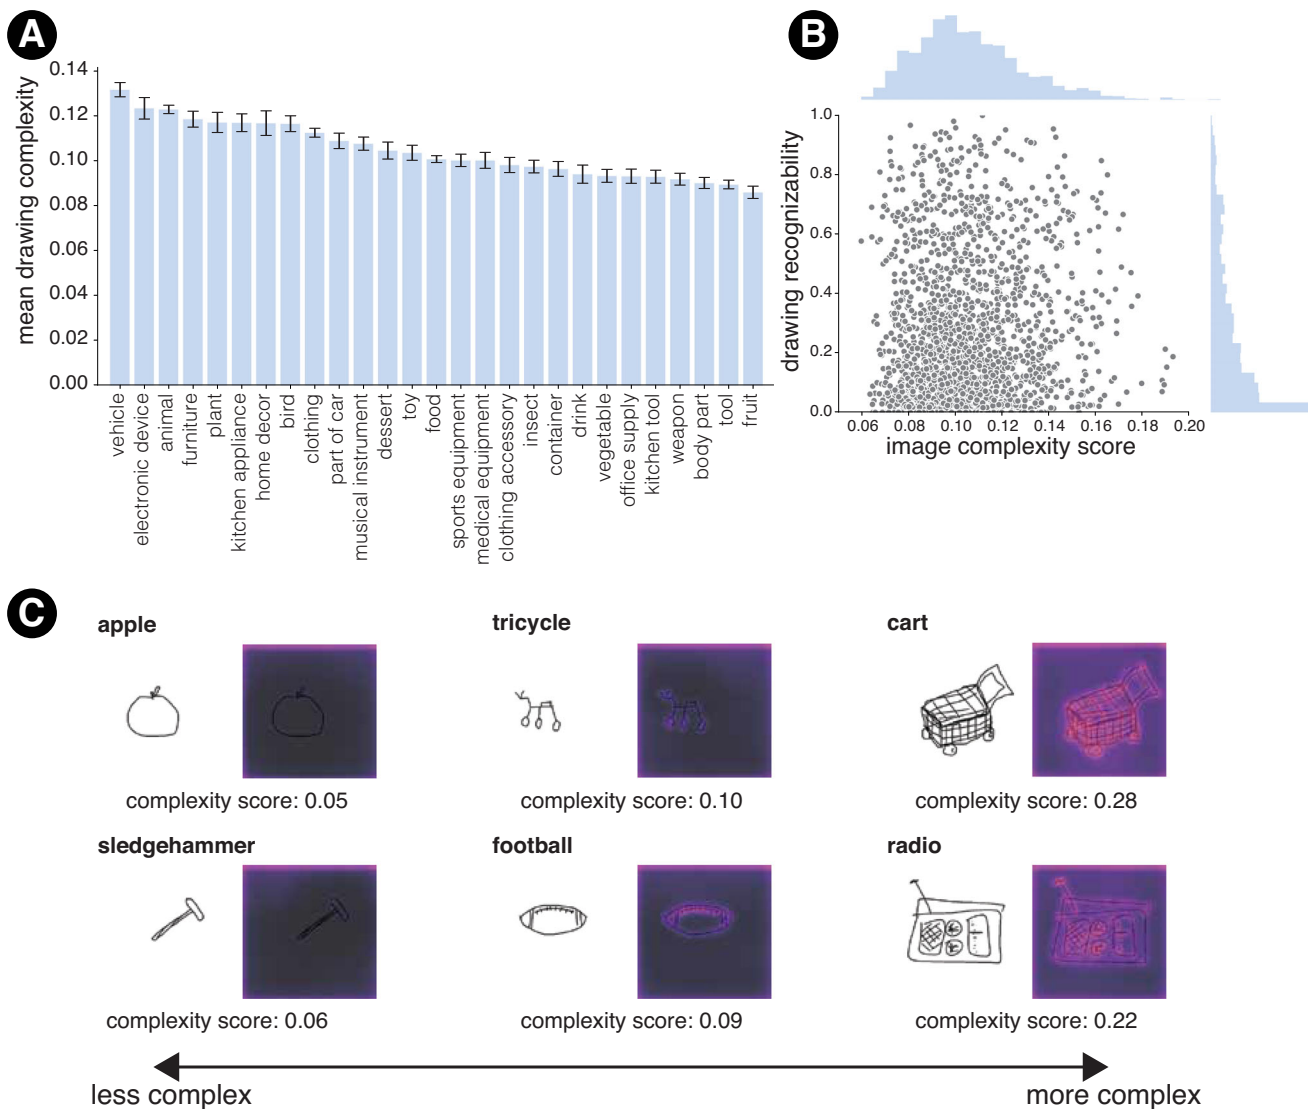 A
mean drawing complexity
0.14
0.12
0.10
0.08
0.06
0.04
0.02
0.00
vehicle
electronic device
animal
furniture
plant
kitchen appliance
home decor
bird
clothing
part of car
musical instrument
dessert
toy
food
sports equipment
medical equipment
clothing accessory
insect
container
drink
vegetable
office supply
kitchen tool
weapon
body part
tool
fruit
B
drawing recognizability
1.0
0.8
0.6
0.4
0.2
0.0
0.06 0.08 0.10 0.12 0.14 0.16 0.18 0.20
image complexity score
C
apple
complexity score: 0.05
tricycle
complexity score: 0.10
cart
complexity score: 0.28
sledgehammer
complexity score: 0.06
football
complexity score: 0.09
radio
complexity score: 0.22
less complex
more complex